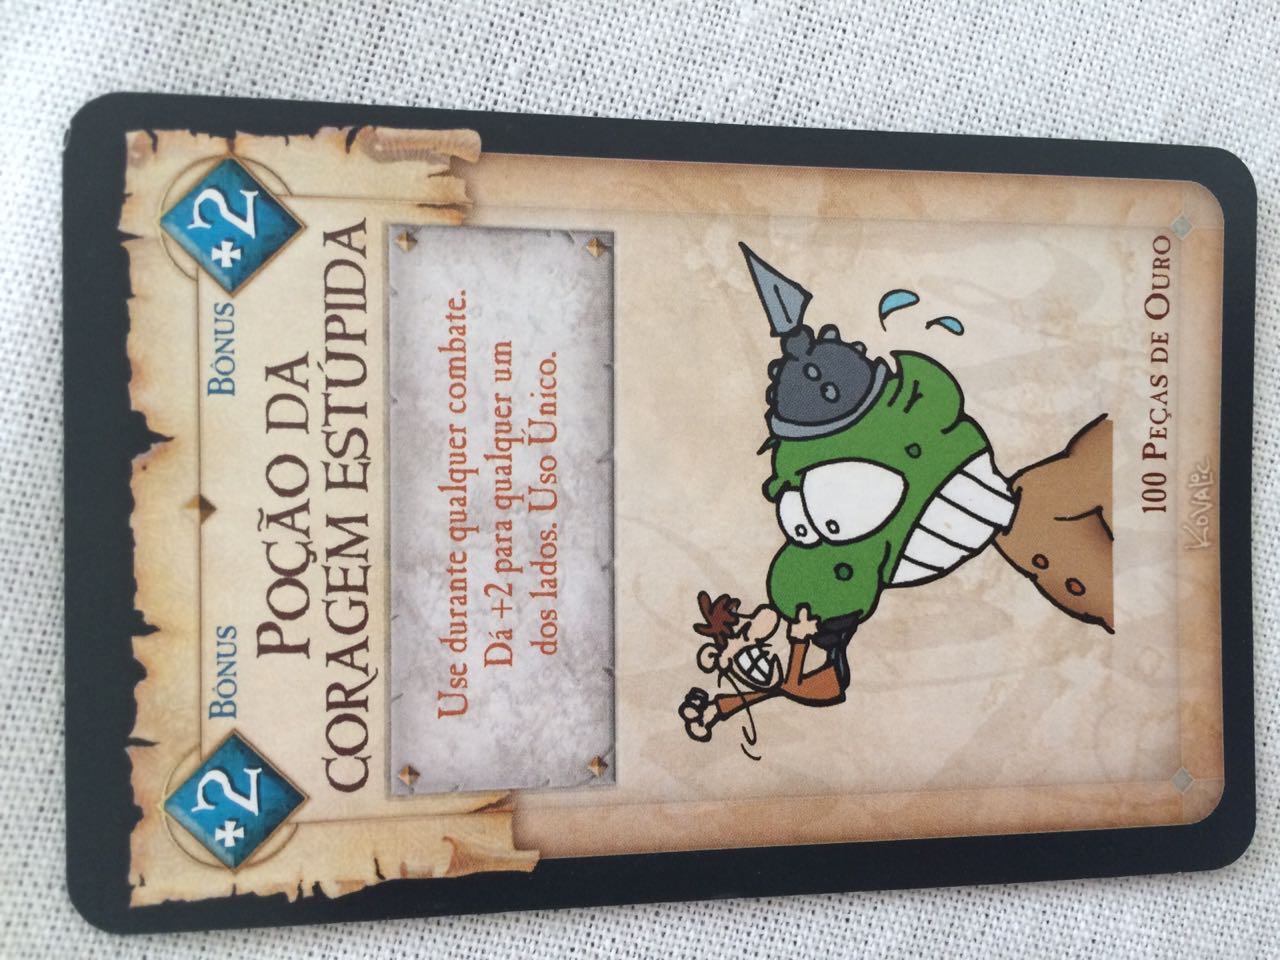 +2 BÔNUS BÔNUS +2
POÇÃO DA
CORAGEM ESTÚPIDA
Use durante qualquer combate.
Dá +2 para qualquer um
dos lados. Uso Único.
100 PEÇAS DE OURO
KOVALIC